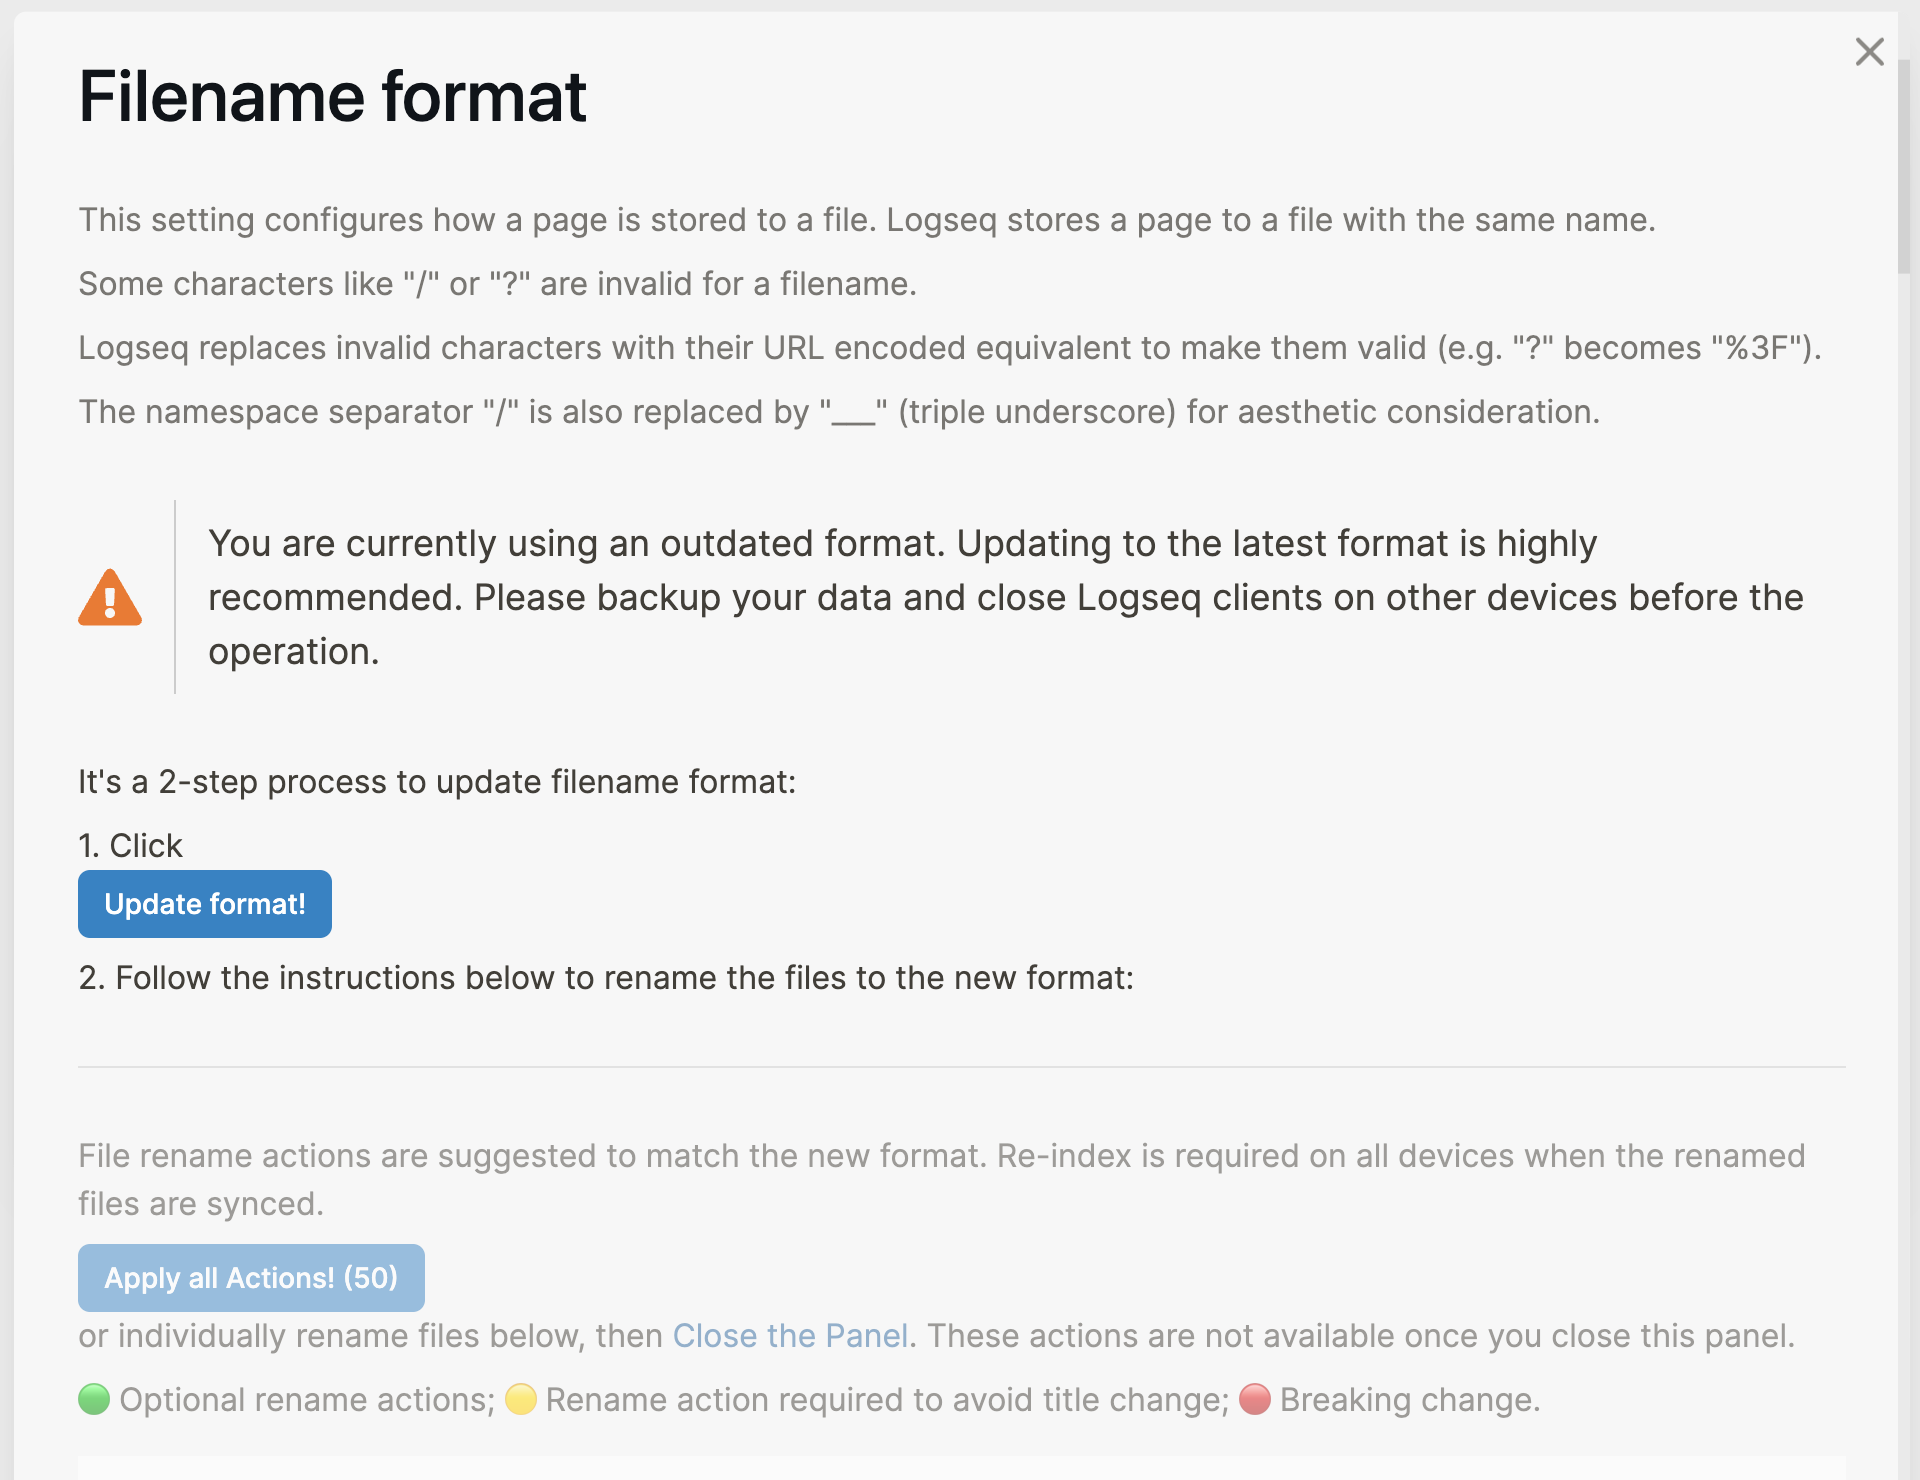 Filename format
This setting configures how a page is stored to a file. Logseq stores a page to a file with the same name.
Some characters like "/" or "?" are invalid for a filename.
Logseq replaces invalid characters with their URL encoded equivalent to make them valid (e.g. "?" becomes "%3F").
The namespace separator "/" is also replaced by "___" (triple underscore) for aesthetic consideration.
You are currently using an outdated format. Updating to the latest format is highly
recommended. Please backup your data and close Logseq clients on other devices before the
operation.
It's a 2-step process to update filename format:
1. Click
Update format!
2. Follow the instructions below to rename the files to the new format:
File rename actions are suggested to match the new format. Re-index is required on all devices when the renamed
files are synced.
Apply all Actions! (50)
or individually rename files below, then Close the Panel. These actions are not available once you close this panel.
Optional rename actions; Rename action required to avoid title change; Breaking change.